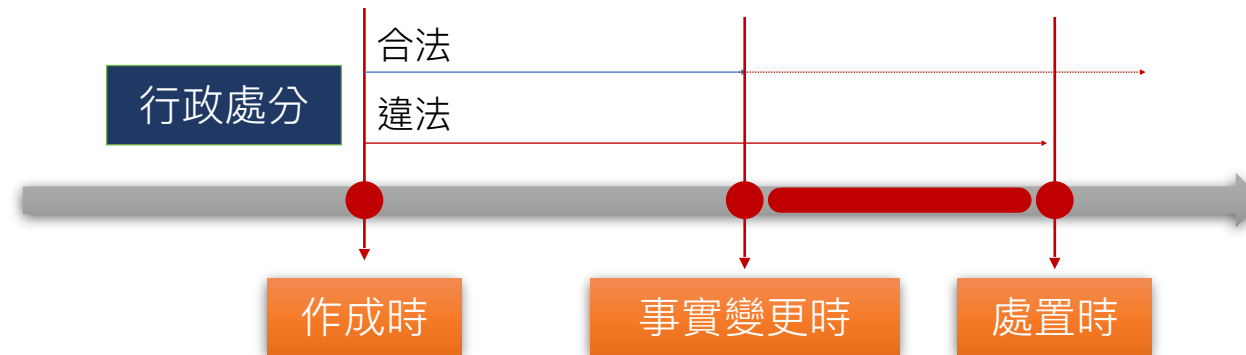 合法
行政處分
違法
作成時
事實變更時
處置時